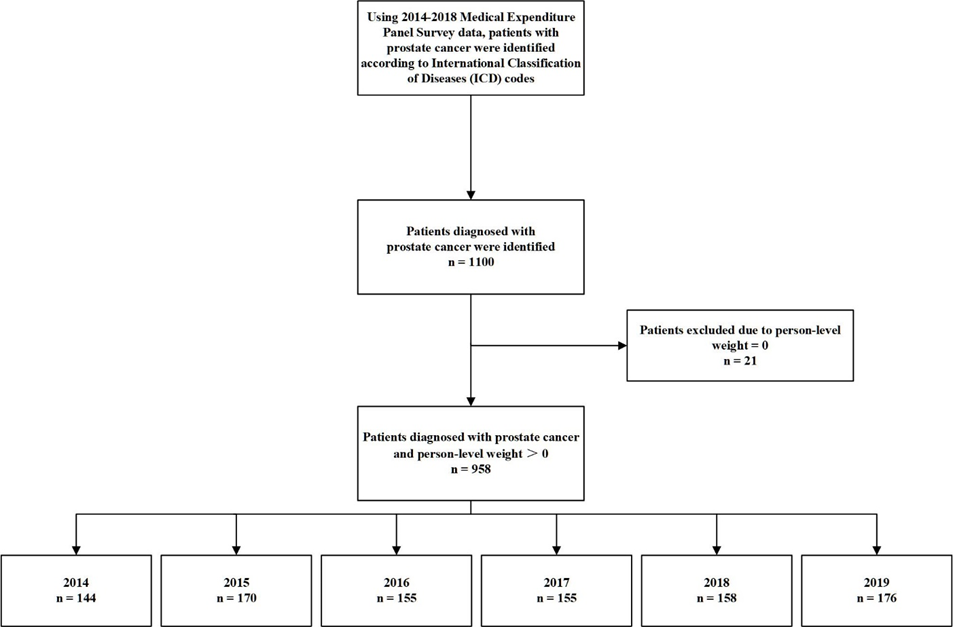 Using 2014-2018 Medical Expenditure
Panel Survey data, patients with
prostate cancer were identified
according to International Classification
of Diseases (ICD) codes
Patients diagnosed with
prostate cancer were identified
n = 1100
Patients excluded due to person-level
weight = 0
n = 21
Patients diagnosed with prostate cancer
and person-level weight > 0
n = 958
2014
n = 144
2015
n = 170
2016
n = 155
2017
n = 155
2018
n = 158
2019
n = 176